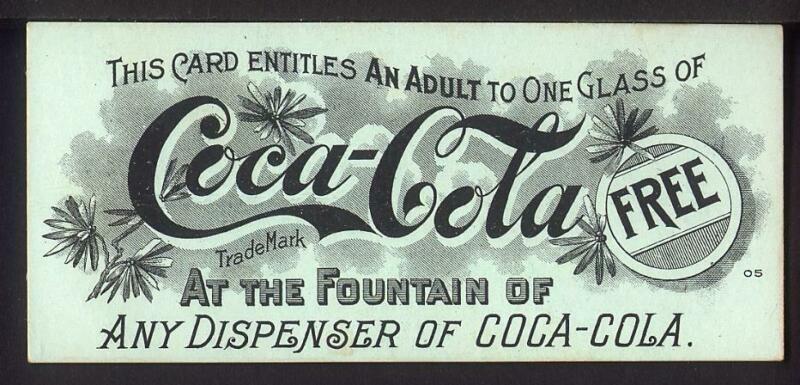 THIS CARD ENTITLES AN ADULT TO ONE GLASS OF
Coca-Cola
FREE
Trade Mark
05
AT THE FOUNTAIN OF
ANY DISPENSER OF COCA-COLA.